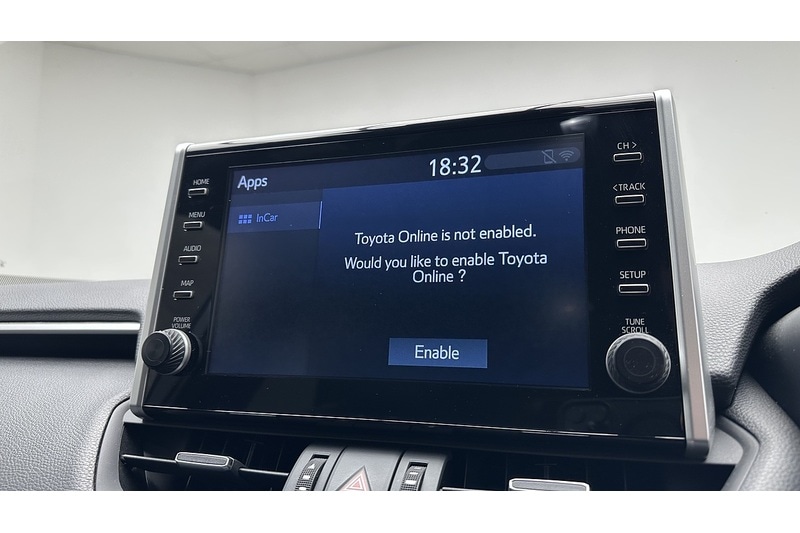 HOME
MENU
AUDIO
MAP
POWER
VOLUME
Apps
18:32
InCar
Toyota Online is not enabled.
Would you like to enable Toyota
Online ?
Enable
CH >
< TRACK
PHONE
SETUP
TUNE
SCROLL